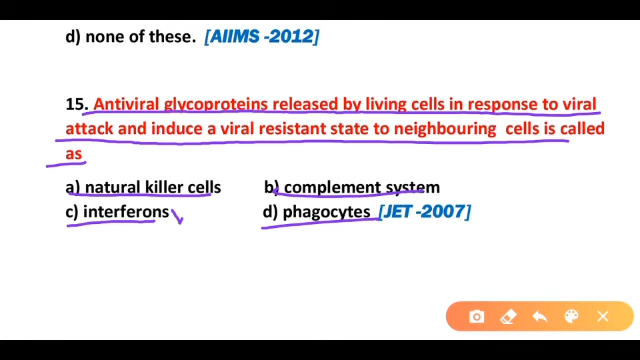 d) none of these. [AIIMS -2012]
15. Antiviral glycoproteins released by living cells in response to viral
attack and induce a viral resistant state to neighbouring cells is called
as
a) natural killer cells b) complement system
c) interferons d) phagocytes [JET -2007]